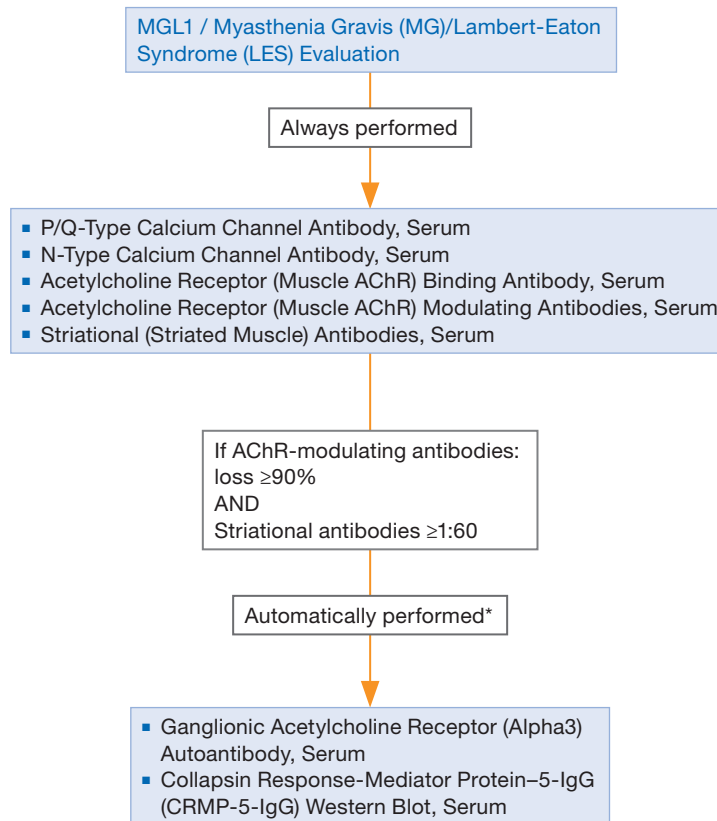 MGL1 / Myasthenia Gravis (MG)/Lambert-Eaton
Syndrome (LES) Evaluation
Always performed
▪ P/Q-Type Calcium Channel Antibody, Serum
▪ N-Type Calcium Channel Antibody, Serum
▪ Acetylcholine Receptor (Muscle AChR) Binding Antibody, Serum
▪ Acetylcholine Receptor (Muscle AChR) Modulating Antibodies, Serum
▪ Striational (Striated Muscle) Antibodies, Serum
If AChR-modulating antibodies:
loss ≥90%
AND
Striational antibodies ≥1:60
Automatically performed*
▪ Ganglionic Acetylcholine Receptor (Alpha3)
Autoantibody, Serum
▪ Collapsin Response-Mediator Protein–5-IgG
(CRMP-5-IgG) Western Blot, Serum